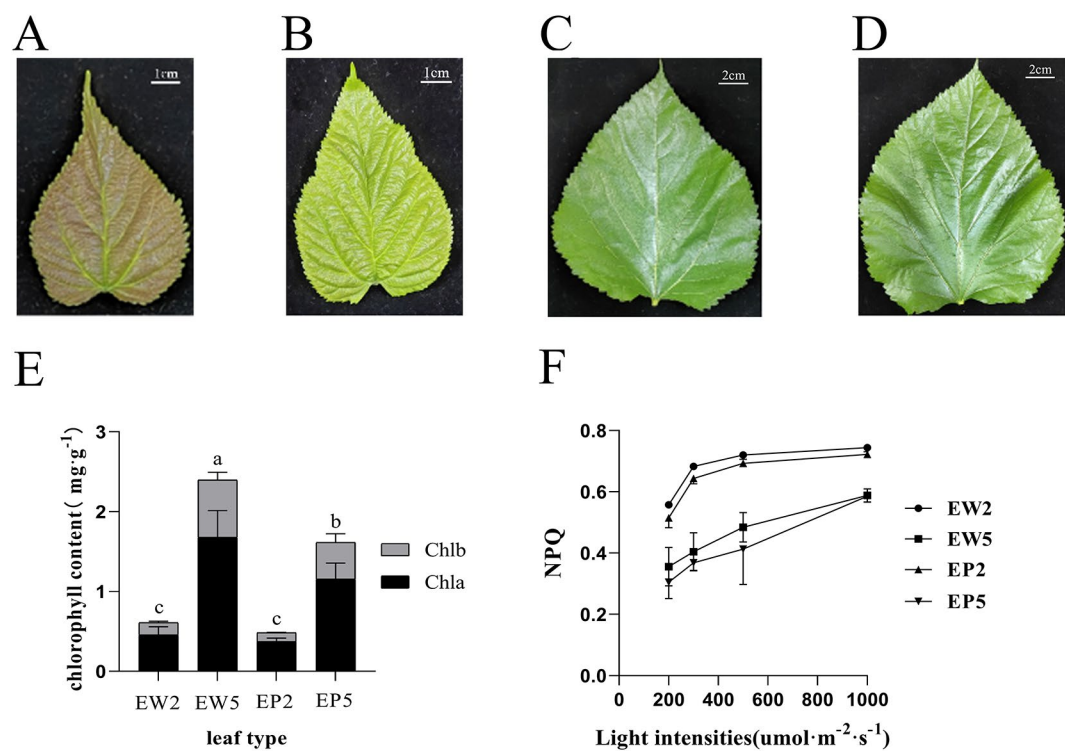 A
B
C
D
1cm
1cm
2cm
2cm
E
F
chlorophyll content( mg·g⁻¹)
3
2
1
0
c
a
c
b
EW2
EW5
EP2
EP5
leaf type
Chlb
Chla
NPQ
0.8
0.6
0.4
0.2
0.0
0
200
400
600
800
1000
Light intensities(umol·m⁻²·s⁻¹)
EW2
EW5
EP2
EP5